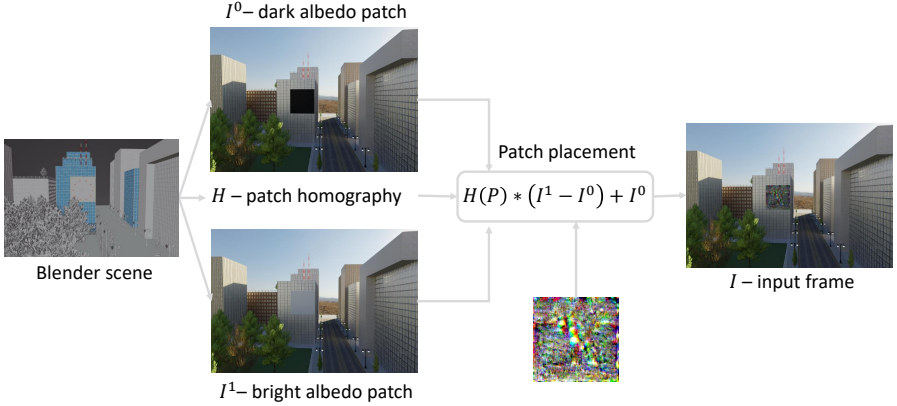 I⁰– dark albedo patch
Patch placement
H – patch homography
H(P) ∗ (I¹ − I⁰) + I⁰
Blender scene
I – input frame
I¹– bright albedo patch